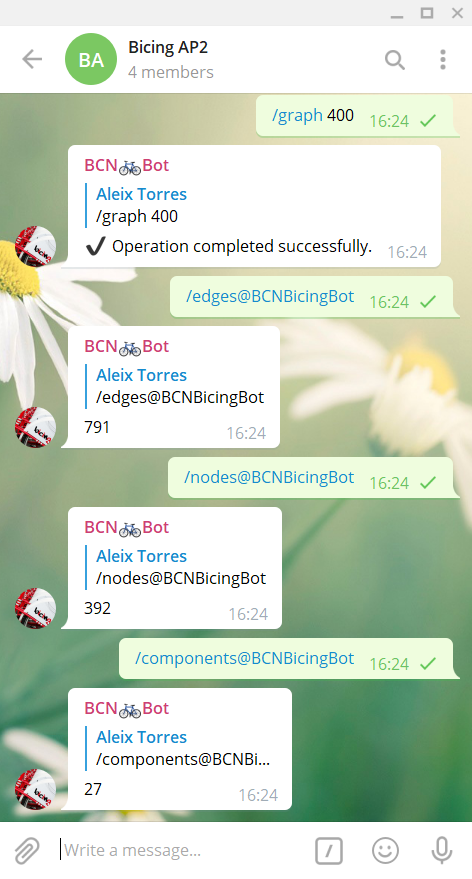 BA
Bicing AP2
4 members
/graph 400 16:24
BCN🚲Bot
Aleix Torres
/graph 400
✔ Operation completed successfully. 16:24
/edges@BCNBicingBot 16:24
BCN🚲Bot
Aleix Torres
/edges@BCNBicingBot
791 16:24
/nodes@BCNBicingBot 16:24
BCN🚲Bot
Aleix Torres
/nodes@BCNBicingBot
392 16:24
/components@BCNBicingBot 16:24
BCN🚲Bot
Aleix Torres
/components@BCNBi...
27 16:24
Write a message...